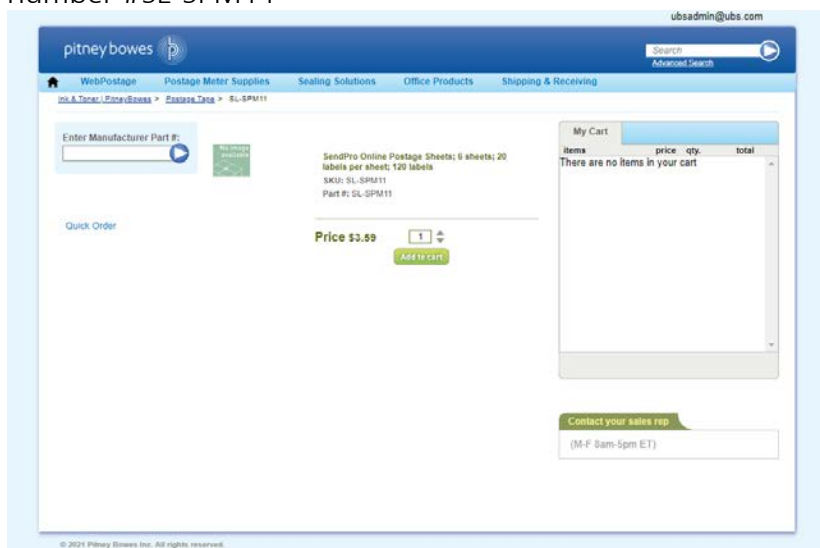 number #SL-SPM11
ubsadmin@ubs.com
pitney bowes
Search
Advanced Search
WebPostage Postage Meter Supplies Sealing Solutions Office Products Shipping & Receiving
Ink & Toner | PitneyBowes > Postage Tape > SL-SPM11
Enter Manufacturer Part #:
No image
available
SendPro Online Postage Sheets; 6 sheets; 20
labels per sheet; 120 labels
SKU: SL-SPM11
Part #: SL-SPM11
Quick Order
Price $3.59 1
Add to cart
My Cart
items price qty. total
There are no items in your cart
Contact your sales rep
(M-F 8am-5pm ET)
© 2021 Pitney Bowes Inc. All rights reserved.